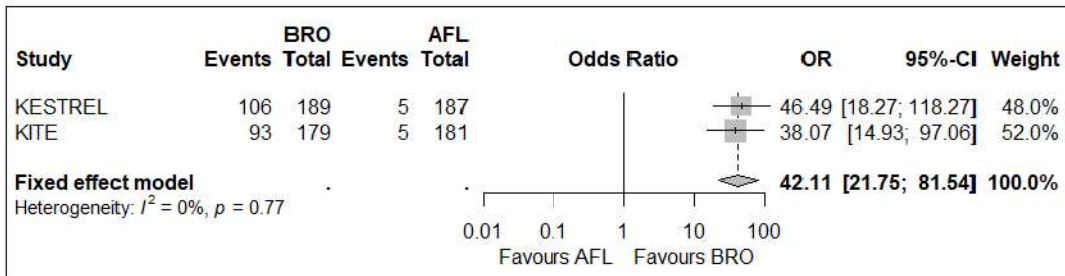 BRO AFL
Study Events Total Events Total Odds Ratio OR 95%-CI Weight
KESTREL 106 189 5 187 46.49 [18.27; 118.27] 48.0%
KITE 93 179 5 181 38.07 [14.93; 97.06] 52.0%
Fixed effect model . . 42.11 [21.75; 81.54] 100.0%
Heterogeneity: I² = 0%, p = 0.77
0.01 0.1 1 10 100
Favours AFL Favours BRO